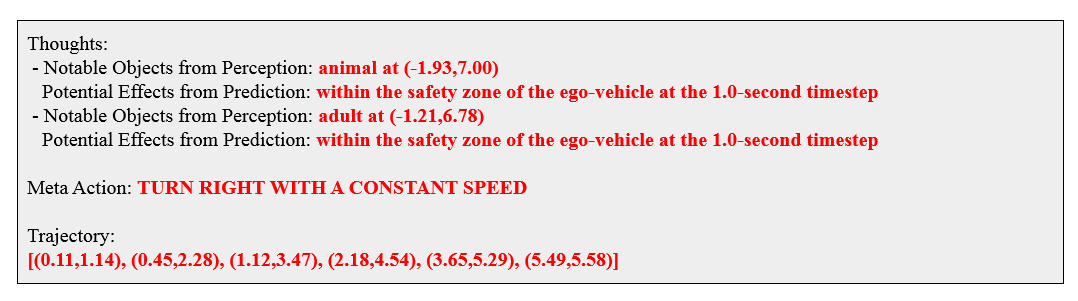 Thoughts:
- Notable Objects from Perception: animal at (-1.93,7.00)
Potential Effects from Prediction: within the safety zone of the ego-vehicle at the 1.0-second timestep
- Notable Objects from Perception: adult at (-1.21,6.78)
Potential Effects from Prediction: within the safety zone of the ego-vehicle at the 1.0-second timestep
Meta Action: TURN RIGHT WITH A CONSTANT SPEED
Trajectory:
[(0.11,1.14), (0.45,2.28), (1.12,3.47), (2.18,4.54), (3.65,5.29), (5.49,5.58)]